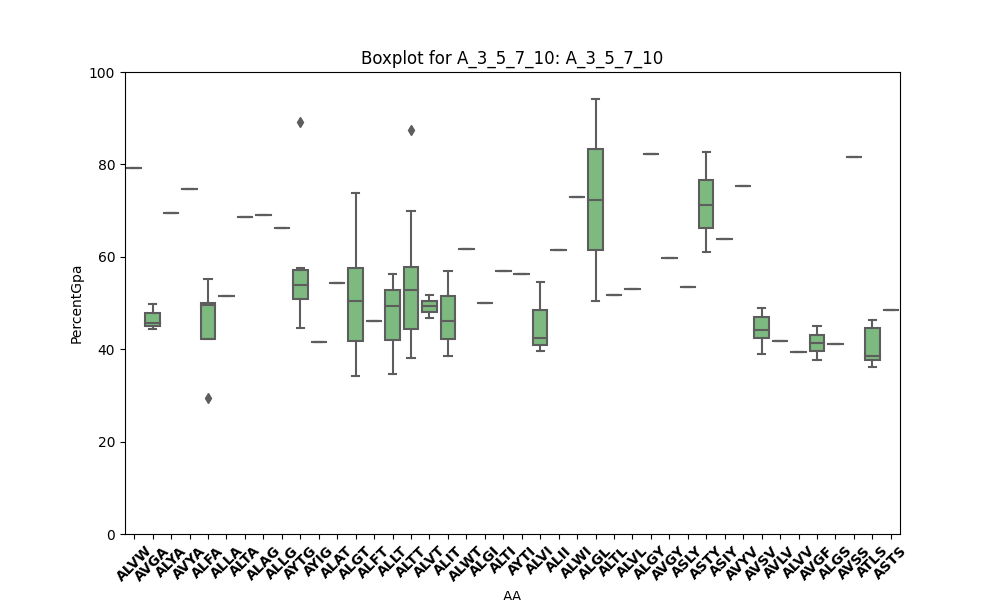 Boxplot for A_3_5_7_10: A_3_5_7_10
100
80
60
40
20
0
PercentGpa
ALVW
AVGA
ALYA
AVYA
ALFA
ALLA
ALTA
ALAG
ALLG
AYTG
AYIG
ALAT
ALGT
ALFT
ALLT
ALTT
ALVT
ALIT
ALWT
ALGI
ALTI
AYTI
ALVI
ALII
ALWI
ALGL
ALTL
ALVL
ALGY
AVGY
ASLY
ASTY
ASIY
AVYV
AVSV
AVLV
ALVV
AVGF
ALGS
AVSS
ATLS
ASTS
AA